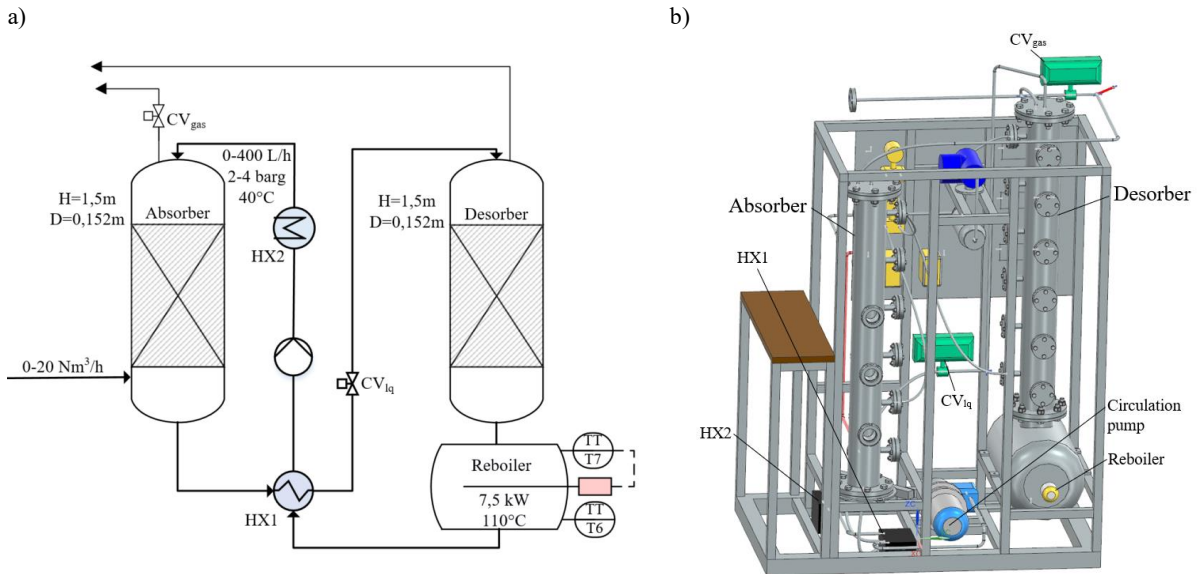 a)
CVgas
0-400 L/h
2-4 barg
40°C
H=1,5m
D=0,152m
Absorber
HX2
H=1,5m
D=0,152m
Desorber
0-20 Nm³/h
CVlq
HX1
Reboiler
7,5 kW
110°C
TT
T7
TT
T6
b)
CVgas
Absorber
Desorber
HX1
CVlq
HX2
Circulation
pump
Reboiler